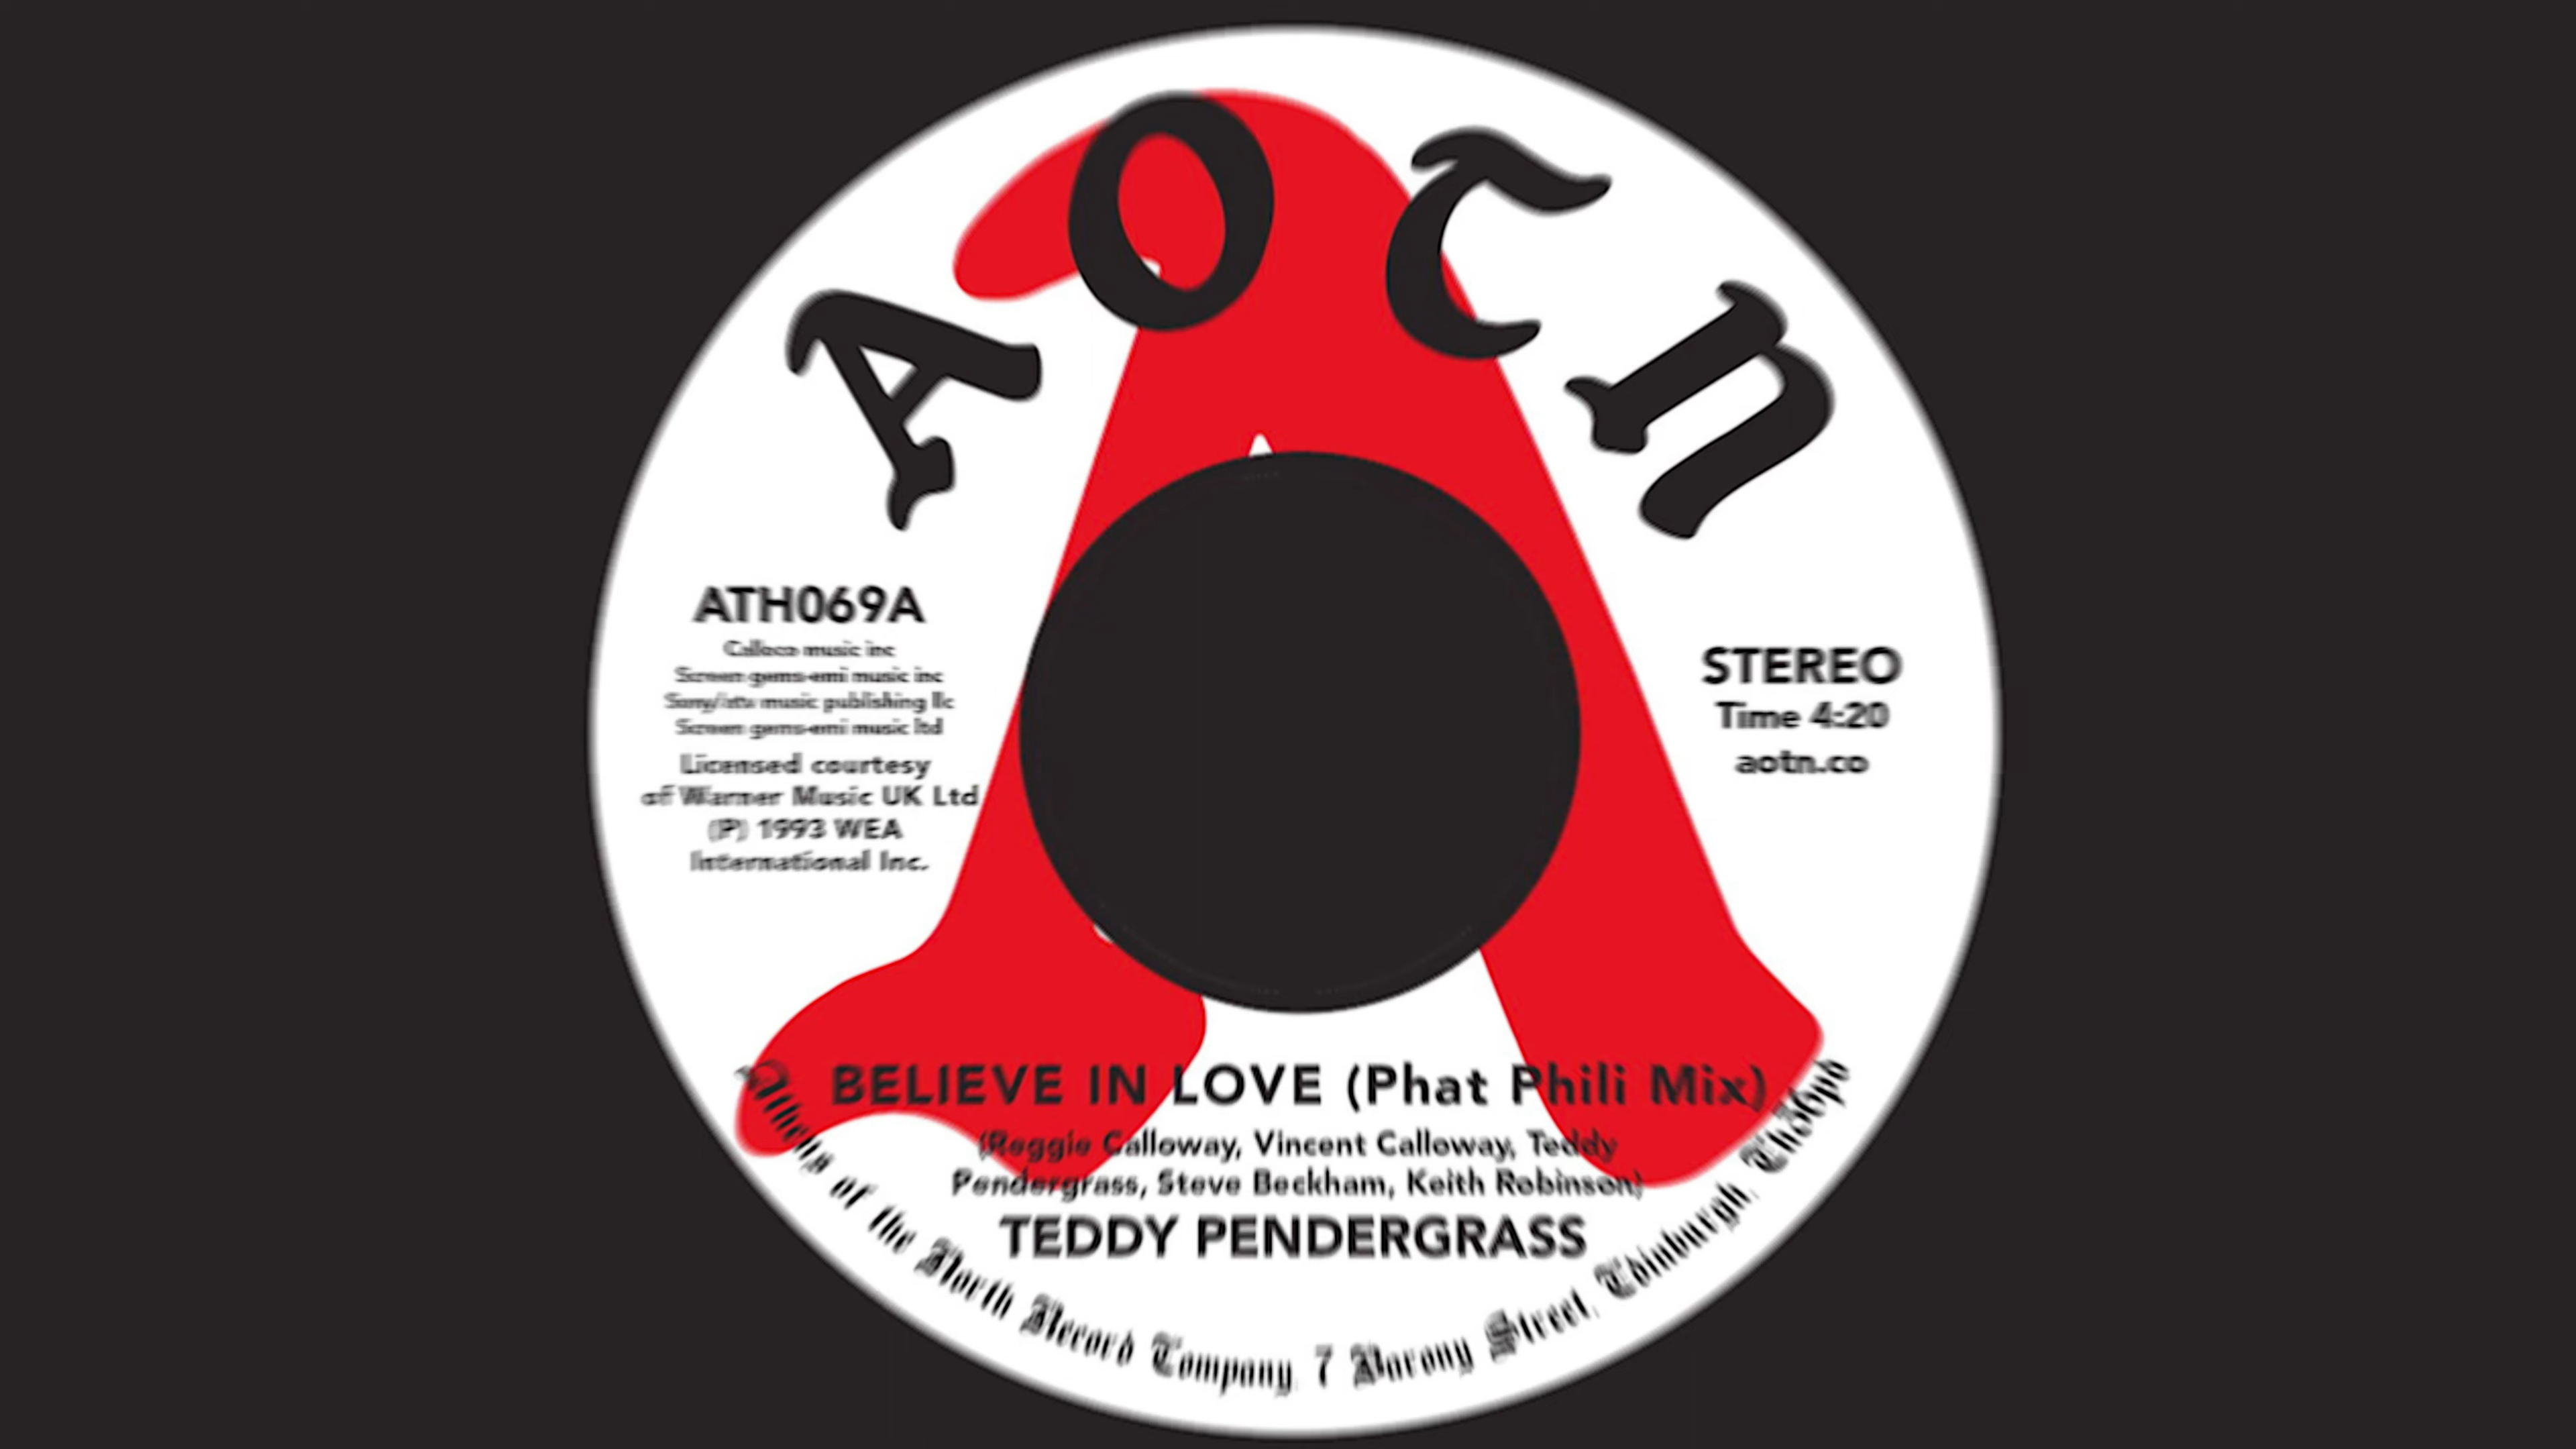 AOTN
ATH069A
Calloco music inc
Screen gems-emi music inc
Sony/atv music publishing llc
Screen gems-emi music ltd
Licensed courtesy
of Warner Music UK Ltd
(P) 1993 WEA
International Inc.
STEREO
Time 4:20
aotn.co
BELIEVE IN LOVE (Phat Phili Mix)
(Reggie Calloway, Vincent Calloway, Teddy
Pendergrass, Steve Beckham, Keith Robinson)
TEDDY PENDERGRASS
Athens of the North Record Company, 7 Barony Street, Edinburgh,